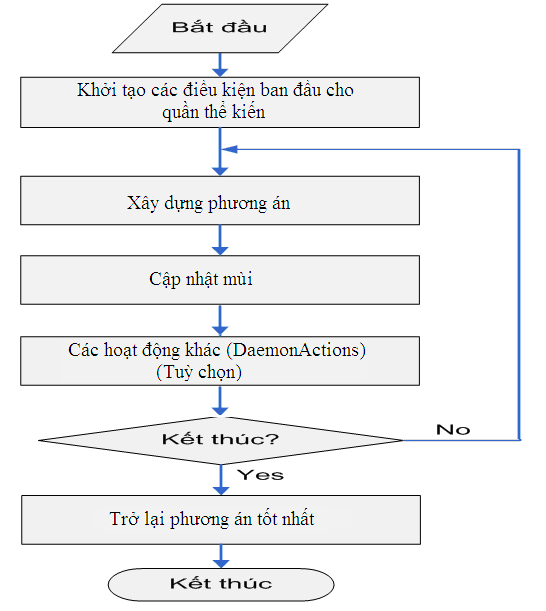 Bắt đầu
Khởi tạo các điều kiện ban đầu cho
quần thể kiến
Xây dựng phương án
Cập nhật mùi
Các hoạt động khác (DaemonActions)
(Tuỳ chọn)
Kết thúc?
No
Yes
Trở lại phương án tốt nhất
Kết thúc